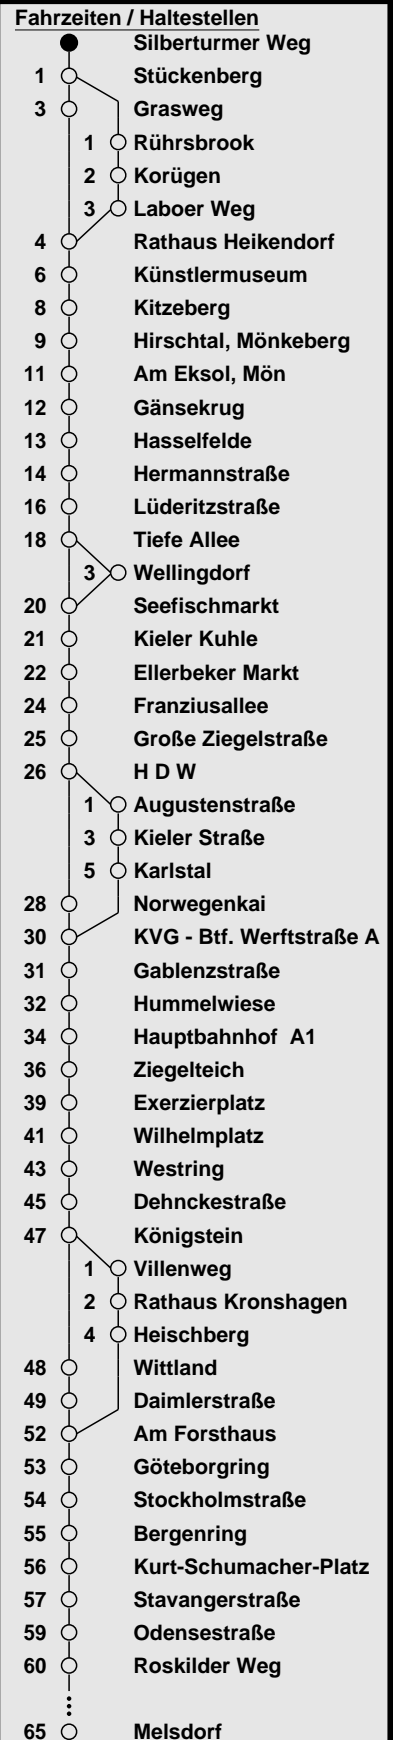 Fahrzeiten / Haltestellen
Silberturmer Weg
1 Stückenberg
3 Grasweg
1 Rührsbrook
2 Korügen
3 Laboer Weg
4 Rathaus Heikendorf
6 Künstlermuseum
8 Kitzeberg
9 Hirschtal, Mönkeberg
11 Am Eksol, Mön
12 Gänsekrug
13 Hasselfelde
14 Hermannstraße
16 Lüderitzstraße
18 Tiefe Allee
3 Wellingdorf
20 Seefischmarkt
21 Kieler Kuhle
22 Ellerbeker Markt
24 Franziusallee
25 Große Ziegelstraße
26 H D W
1 Augustenstraße
3 Kieler Straße
5 Karlstal
28 Norwegenkai
30 KVG - Btf. Werftstraße A
31 Gablenzstraße
32 Hummelwiese
34 Hauptbahnhof A1
36 Ziegelteich
39 Exerzierplatz
41 Wilhelmplatz
43 Westring
45 Dehnckestraße
47 Königstein
1 Villenweg
2 Rathaus Kronshagen
4 Heischberg
48 Wittland
49 Daimlerstraße
52 Am Forsthaus
53 Göteborgring
54 Stockholmstraße
55 Bergenring
56 Kurt-Schumacher-Platz
57 Stavangerstraße
59 Odensestraße
60 Roskilder Weg
65 Melsdorf